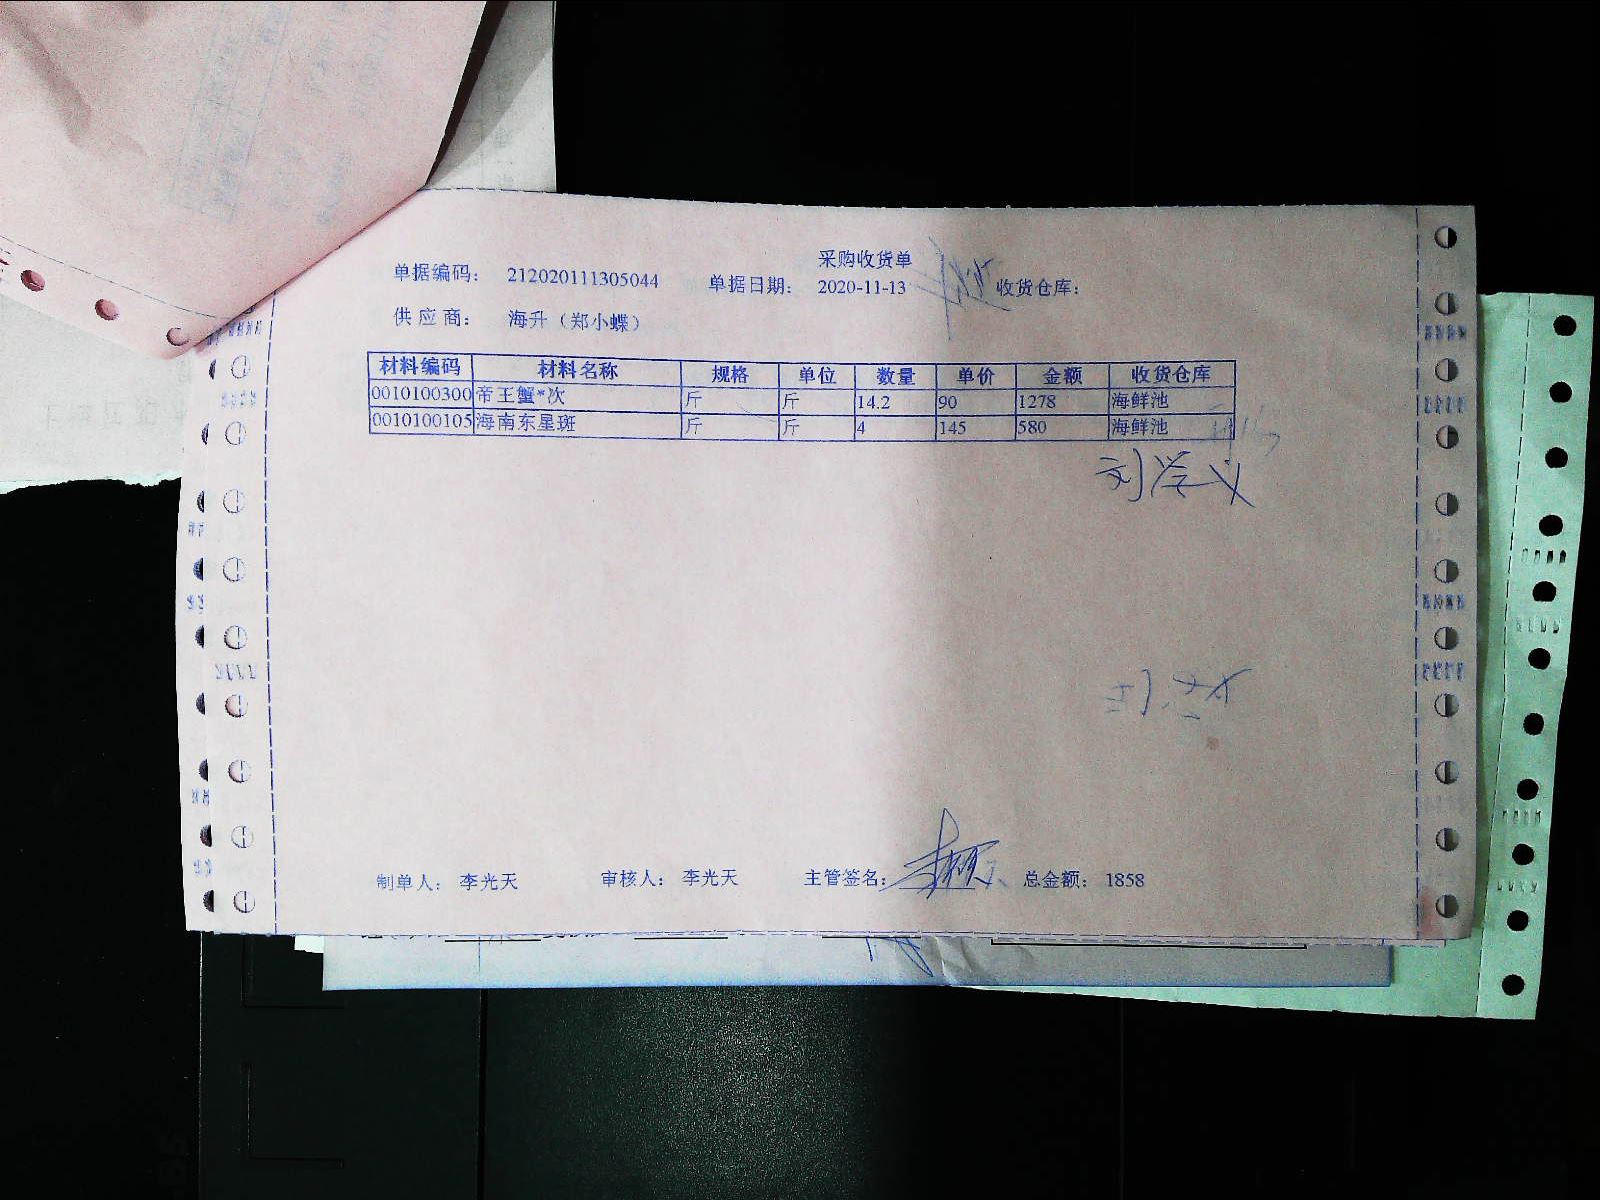 采购收货单
单据编码： 212020111305044 单据日期： 2020-11-13 收货仓库：
供应商： 海升（郑小蝶）
材料编码 材料名称 规格 单位 数量 单价 金额 收货仓库
0010100300 帝王蟹*次 斤 斤 14.2 90 1278 海鲜池
0010100105 海南东星斑 斤 斤 4 145 580 海鲜池
制单人： 李光天 审核人： 李光天 主管签名： 总金额： 1858